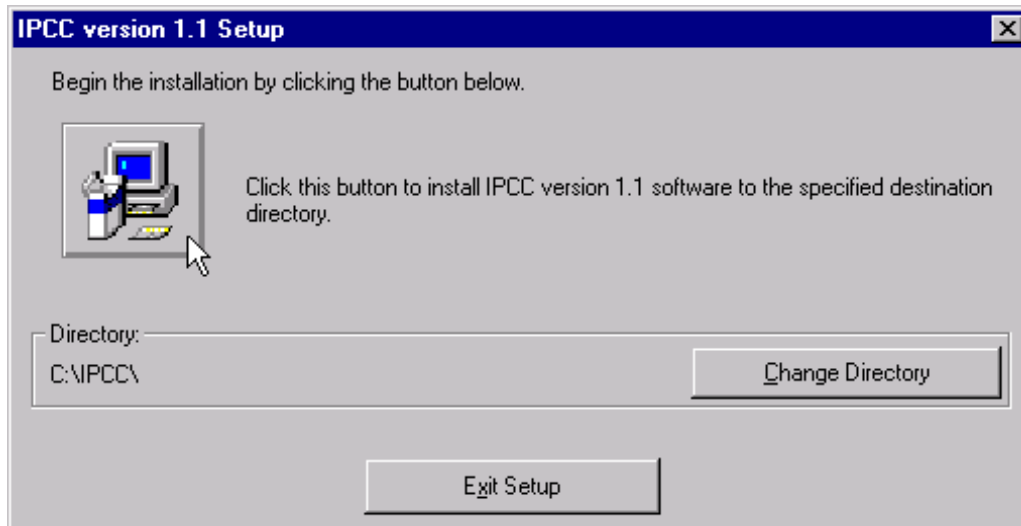 IPCC version 1.1 Setup
Begin the installation by clicking the button below.
Click this button to install IPCC version 1.1 software to the specified destination
directory.
Directory:
C:\IPCC\
Change Directory
Exit Setup